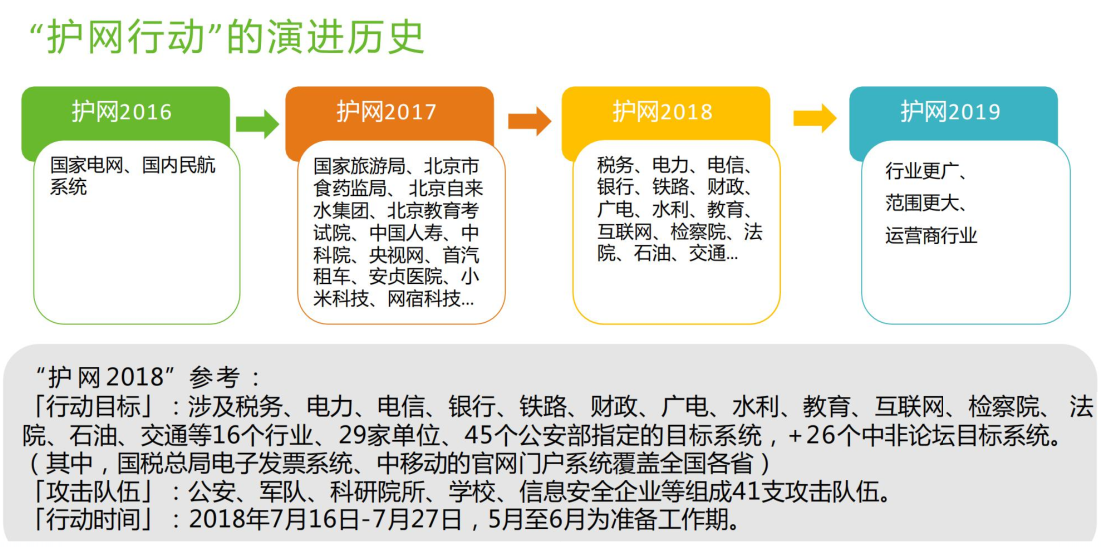 “护网行动”的演进历史
护网2016
国家电网、国内民航
系统
护网2017
国家旅游局、北京市
食药监局、 北京自来
水集团、北京教育考
试院、中国人寿、中
科院、央视网、首汽
租车、安贞医院、小
米科技、网宿科技...
护网2018
税务、电力、电信、
银行、铁路、财政、
广电、水利、教育、
互联网、检察院、法
院、石油、交通...
护网2019
行业更广、
范围更大、
运营商行业
“护网2018”参考：
「行动目标」：涉及税务、电力、电信、银行、铁路、财政、广电、水利、教育、互联网、检察院、 法
院、石油、交通等16个行业、29家单位、45个公安部指定的目标系统，+26个中非论坛目标系统。
（其中，国税总局电子发票系统、中移动的官网门户系统覆盖全国各省）
「攻击队伍」：公安、军队、科研院所、学校、信息安全企业等组成41支攻击队伍。
「行动时间」：2018年7月16日-7月27日，5月至6月为准备工作期。